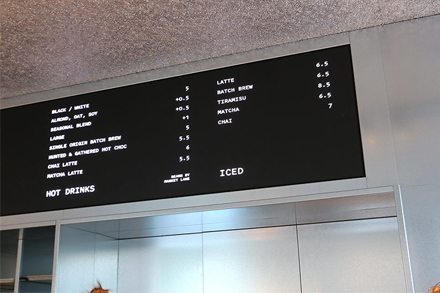 BLACK / WHITE 5
ALMOND, OAT, SOY +0.5
SEASONAL BLEND +0.5
LARGE +1
SINGLE ORIGIN BATCH BREW 5
HUNTED & GATHERED HOT CHOC 5.5
CHAI LATTE 6
MATCHA LATTE 5.5
HOT DRINKS
BEANS BY
MARKET LANE
LATTE 6.5
BATCH BREW 6.5
TIRAMISU 8.5
MATCHA 6.5
CHAI 7
ICED